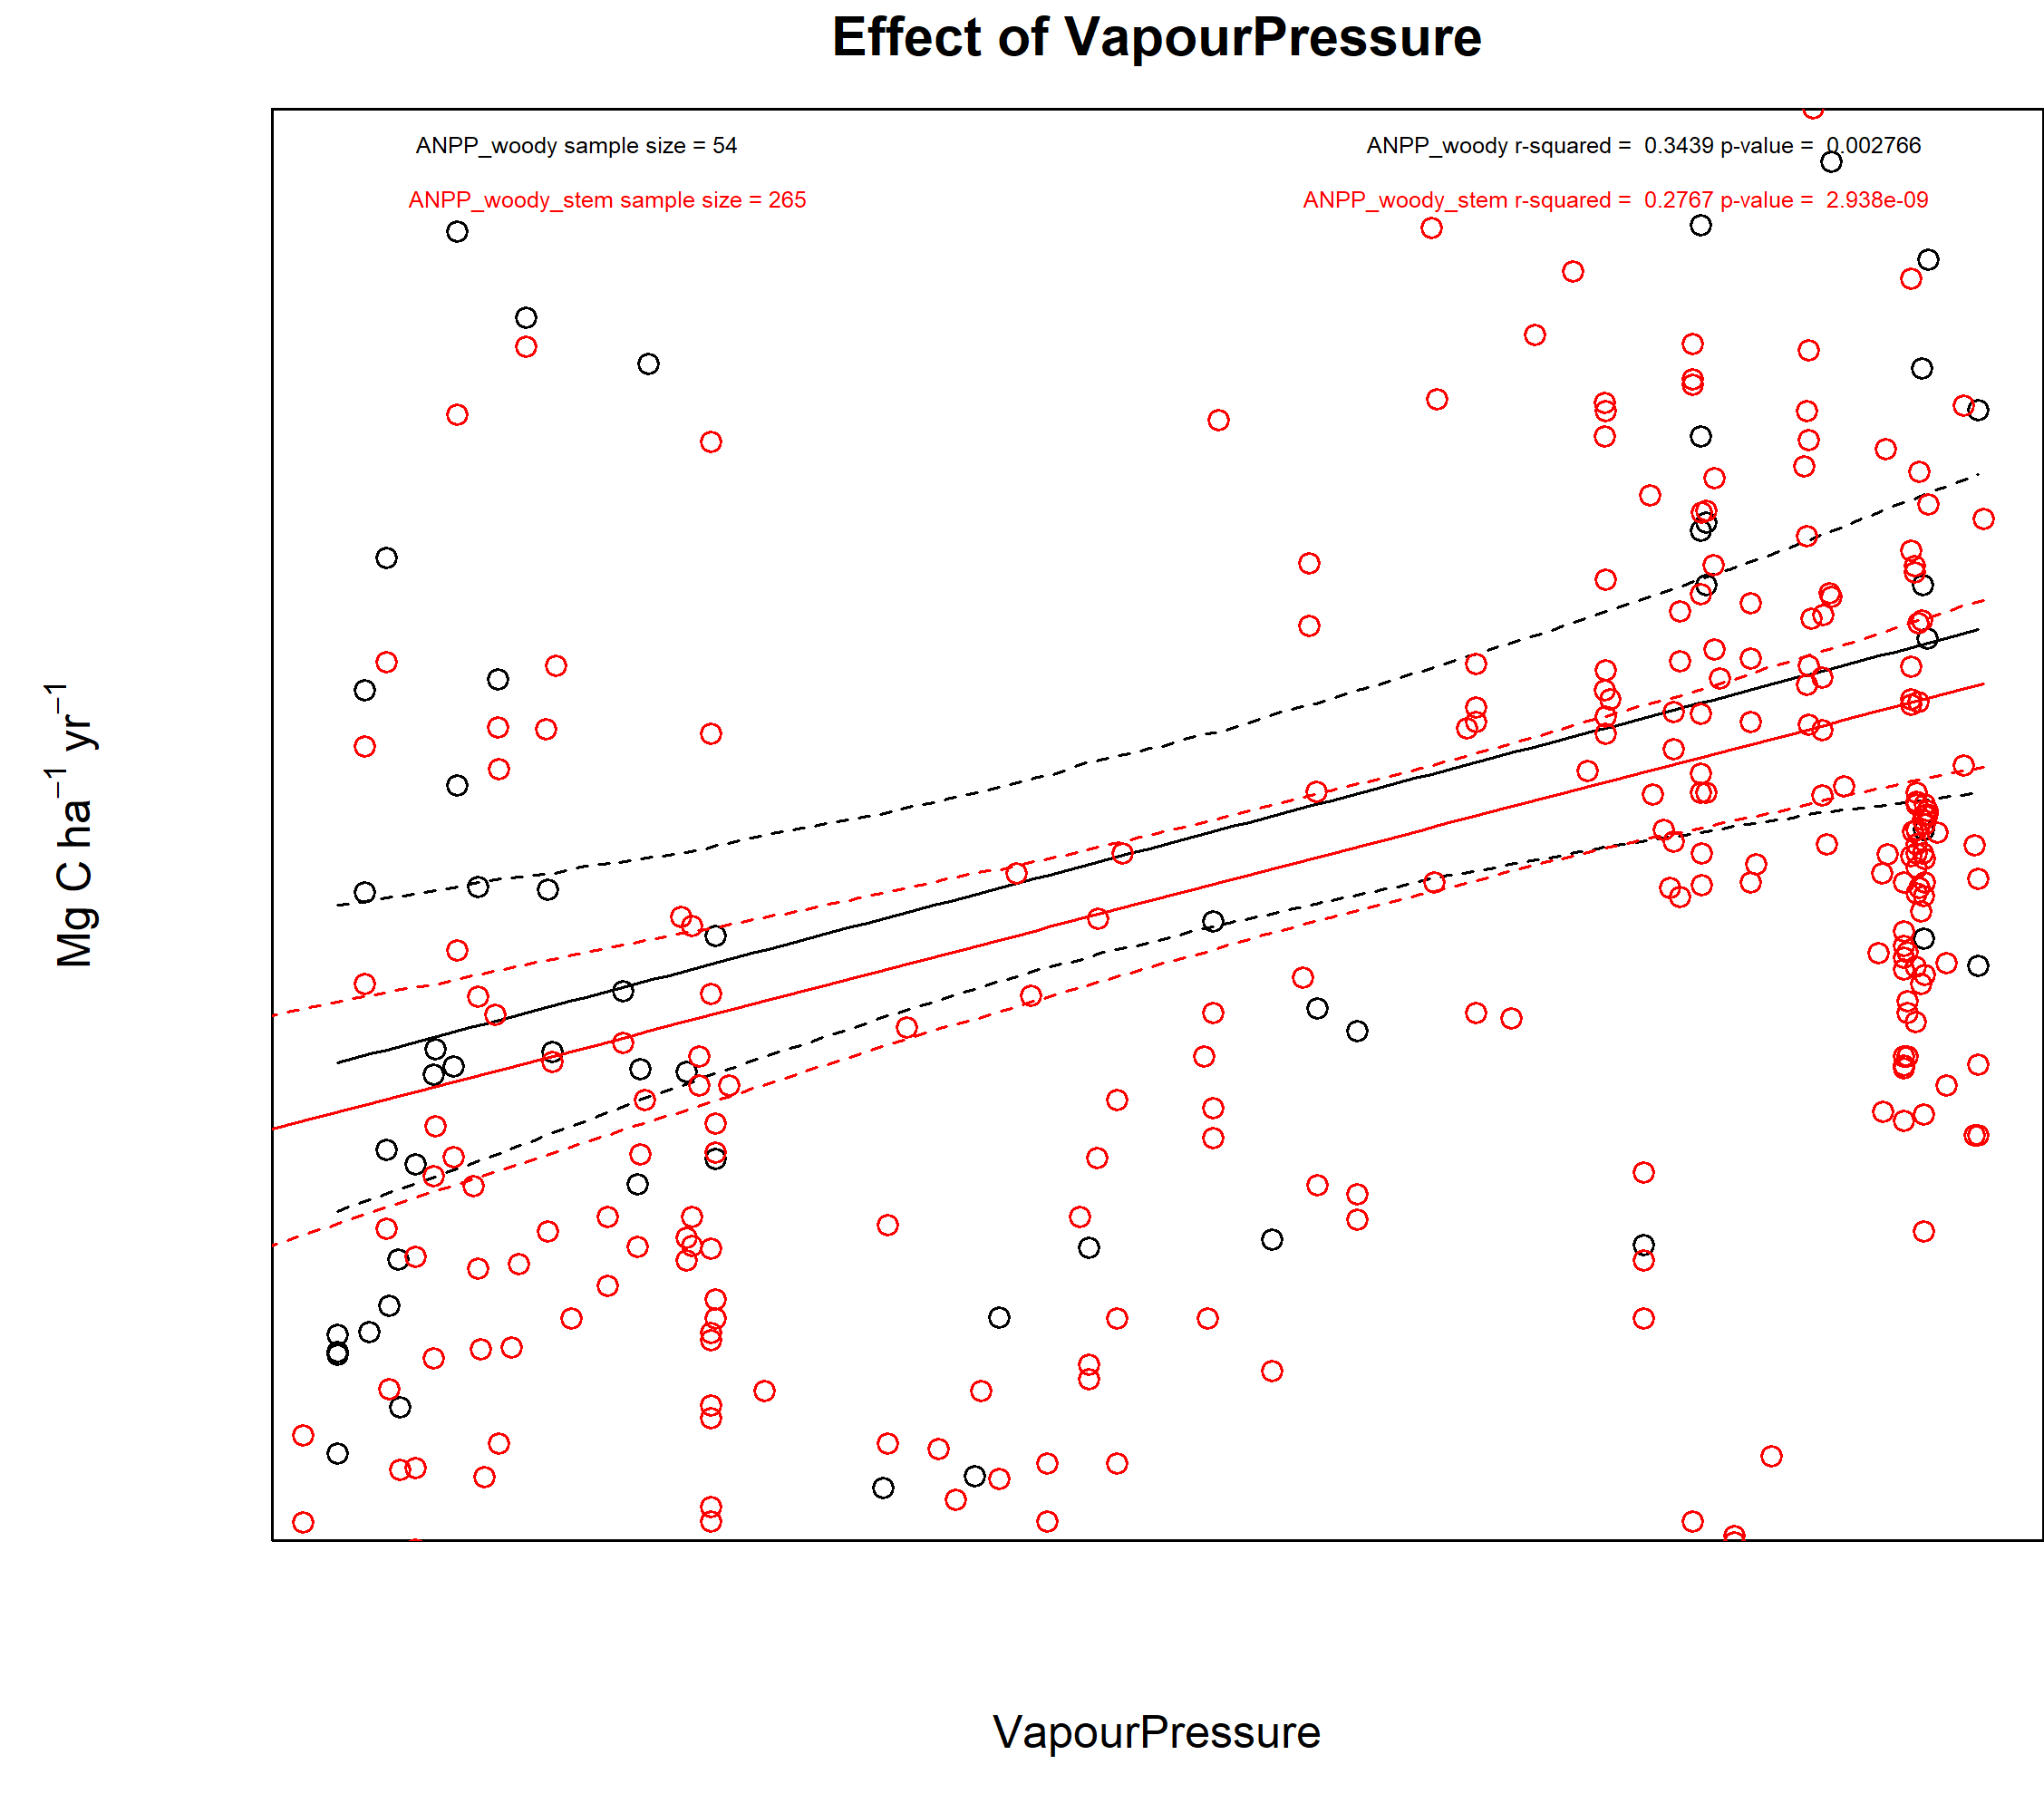 Effect of VapourPressure
ANPP_woody sample size = 54
ANPP_woody r-squared = 0.3439 p-value = 0.002766
ANPP_woody_stem sample size = 265
ANPP_woody_stem r-squared = 0.2767 p-value = 2.938e-09
Mg C ha⁻¹ yr⁻¹
VapourPressure